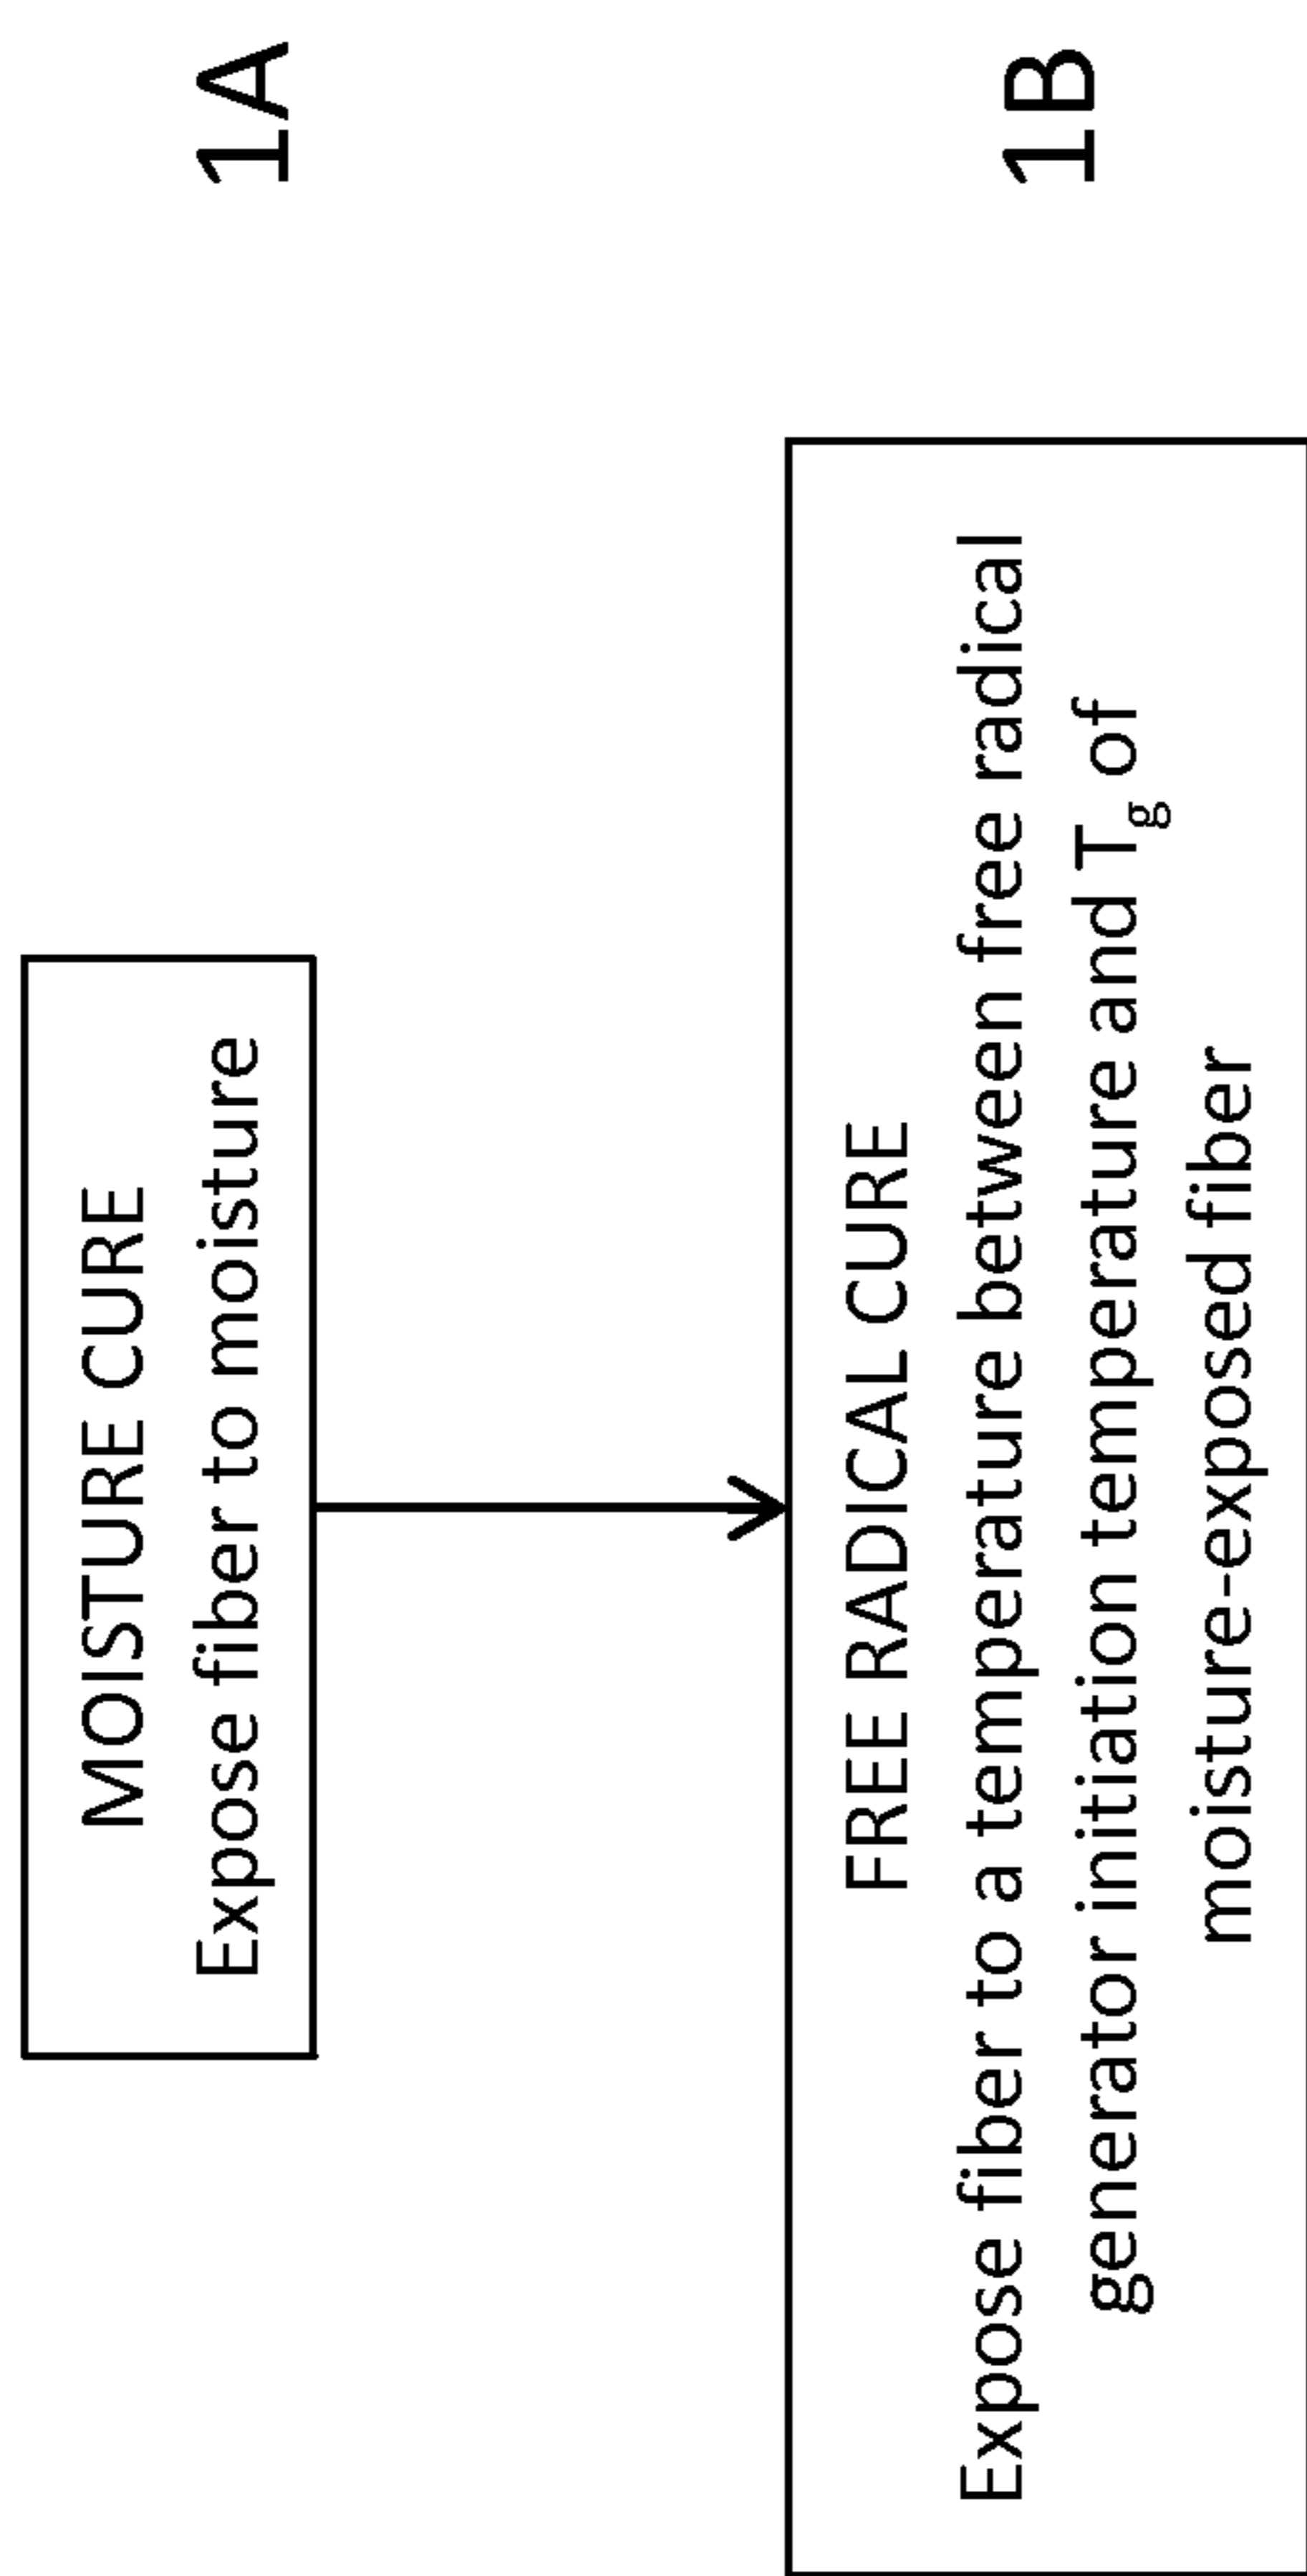 1A
MOISTURE CURE
Expose fiber to moisture
1B
FREE RADICAL CURE
Expose fiber to a temperature between free radical
generator initiation temperature and Tg of
moisture-exposed fiber